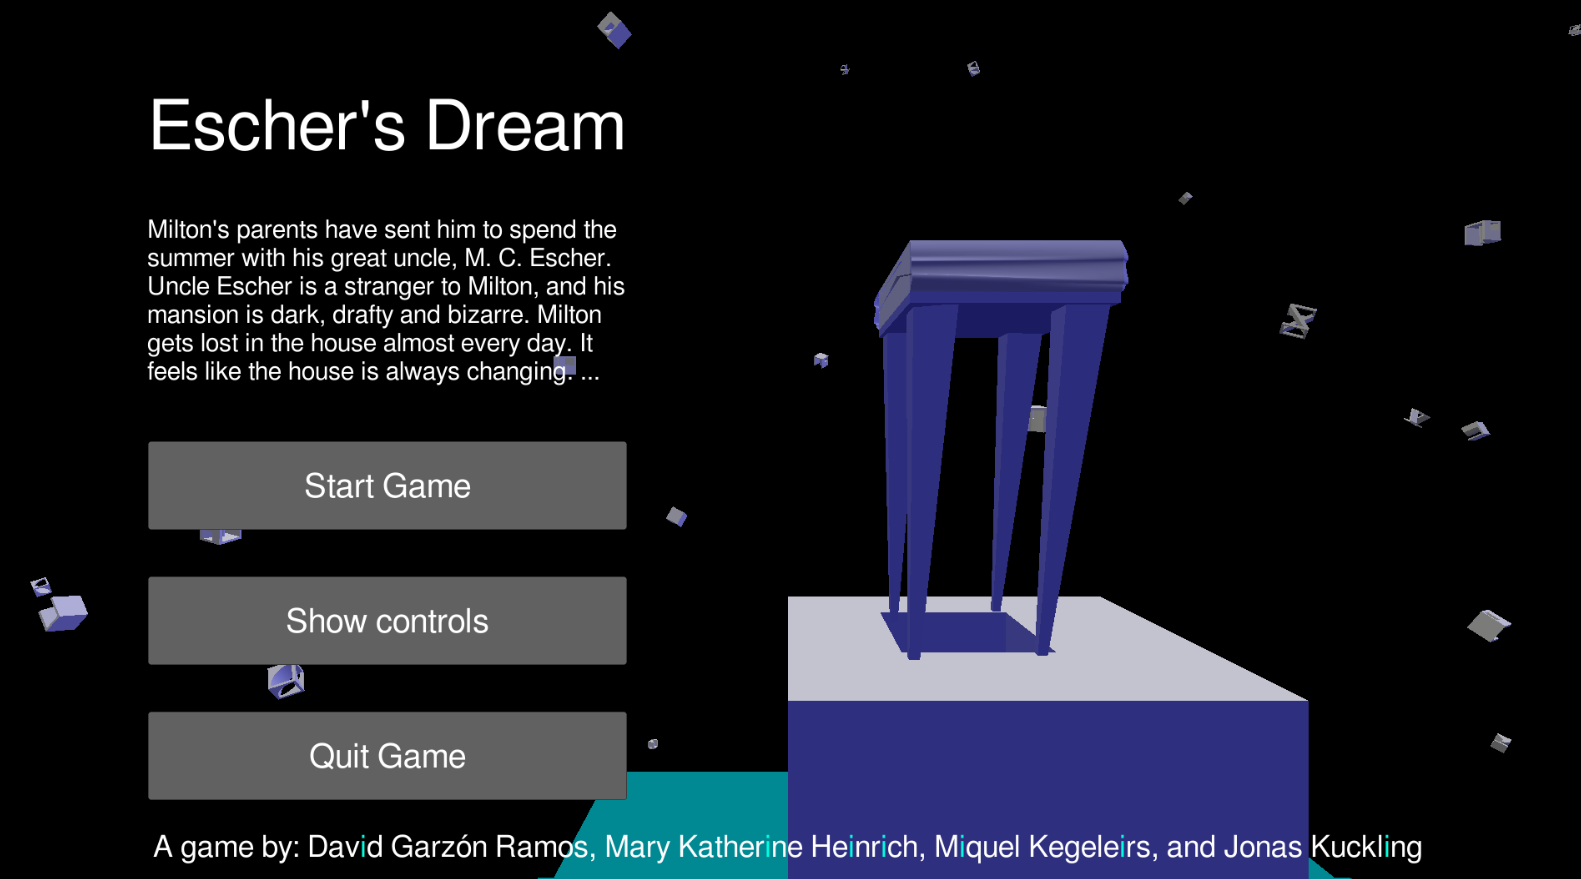 Escher's Dream
Milton's parents have sent him to spend the
summer with his great uncle, M. C. Escher.
Uncle Escher is a stranger to Milton, and his
mansion is dark, drafty and bizarre. Milton
gets lost in the house almost every day. It
feels like the house is always changing. ...
Start Game
Show controls
Quit Game
A game by: David Garzón Ramos, Mary Katherine Heinrich, Miquel Kegeleirs, and Jonas Kuckling